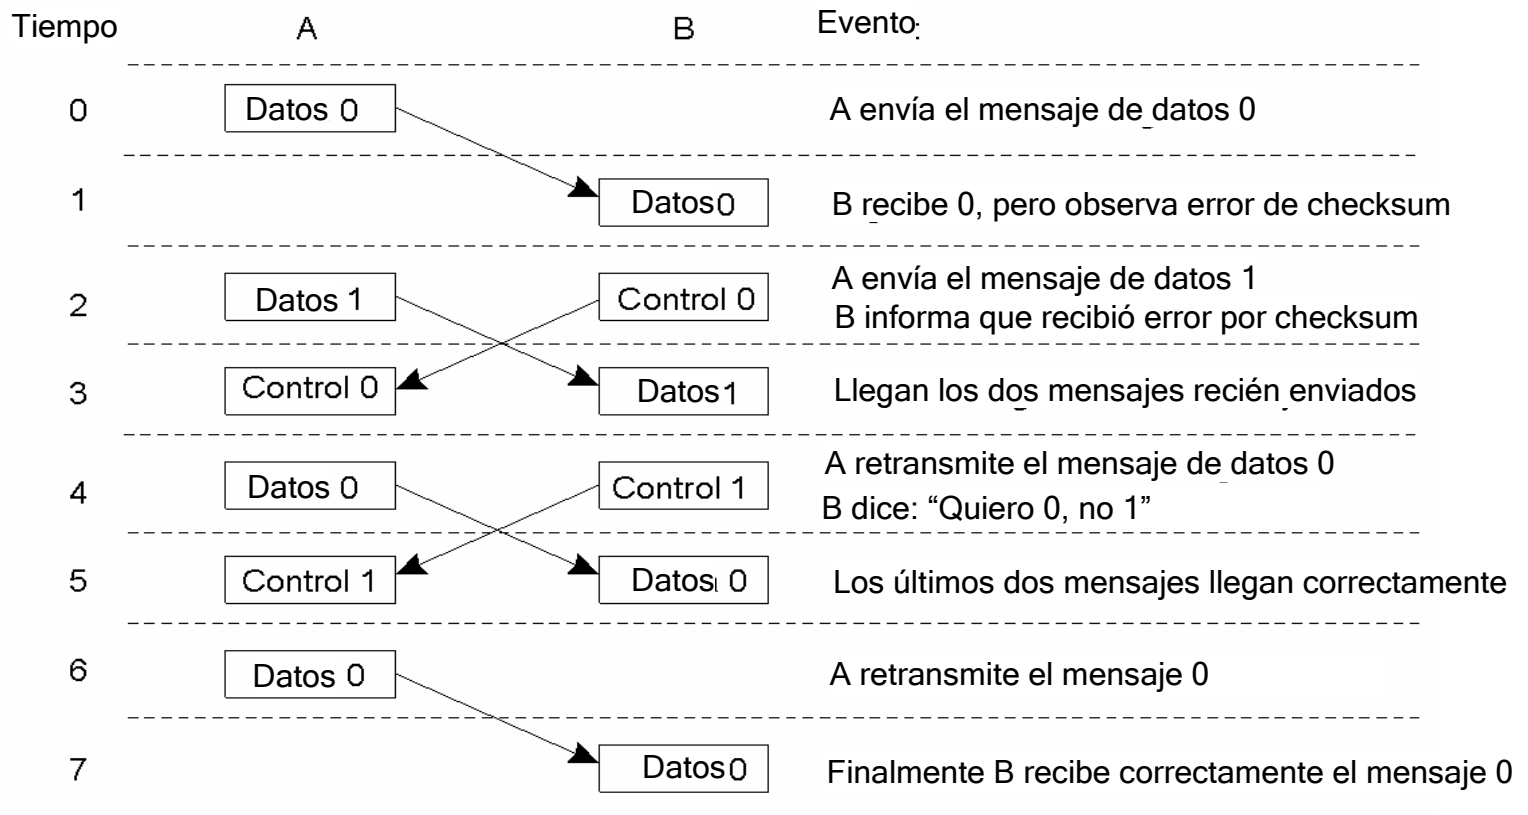 Tiempo A B Evento:
0 Datos 0 A envía el mensaje de datos 0
1 Datos 0 B recibe 0, pero observa error de checksum
2 Datos 1 Control 0 A envía el mensaje de datos 1
B informa que recibió error por checksum
3 Control 0 Datos 1 Llegan los dos mensajes recién enviados
4 Datos 0 Control 1 A retransmite el mensaje de datos 0
B dice: “Quiero 0, no 1”
5 Control 1 Datos 0 Los últimos dos mensajes llegan correctamente
6 Datos 0 A retransmite el mensaje 0
7 Datos 0 Finalmente B recibe correctamente el mensaje 0